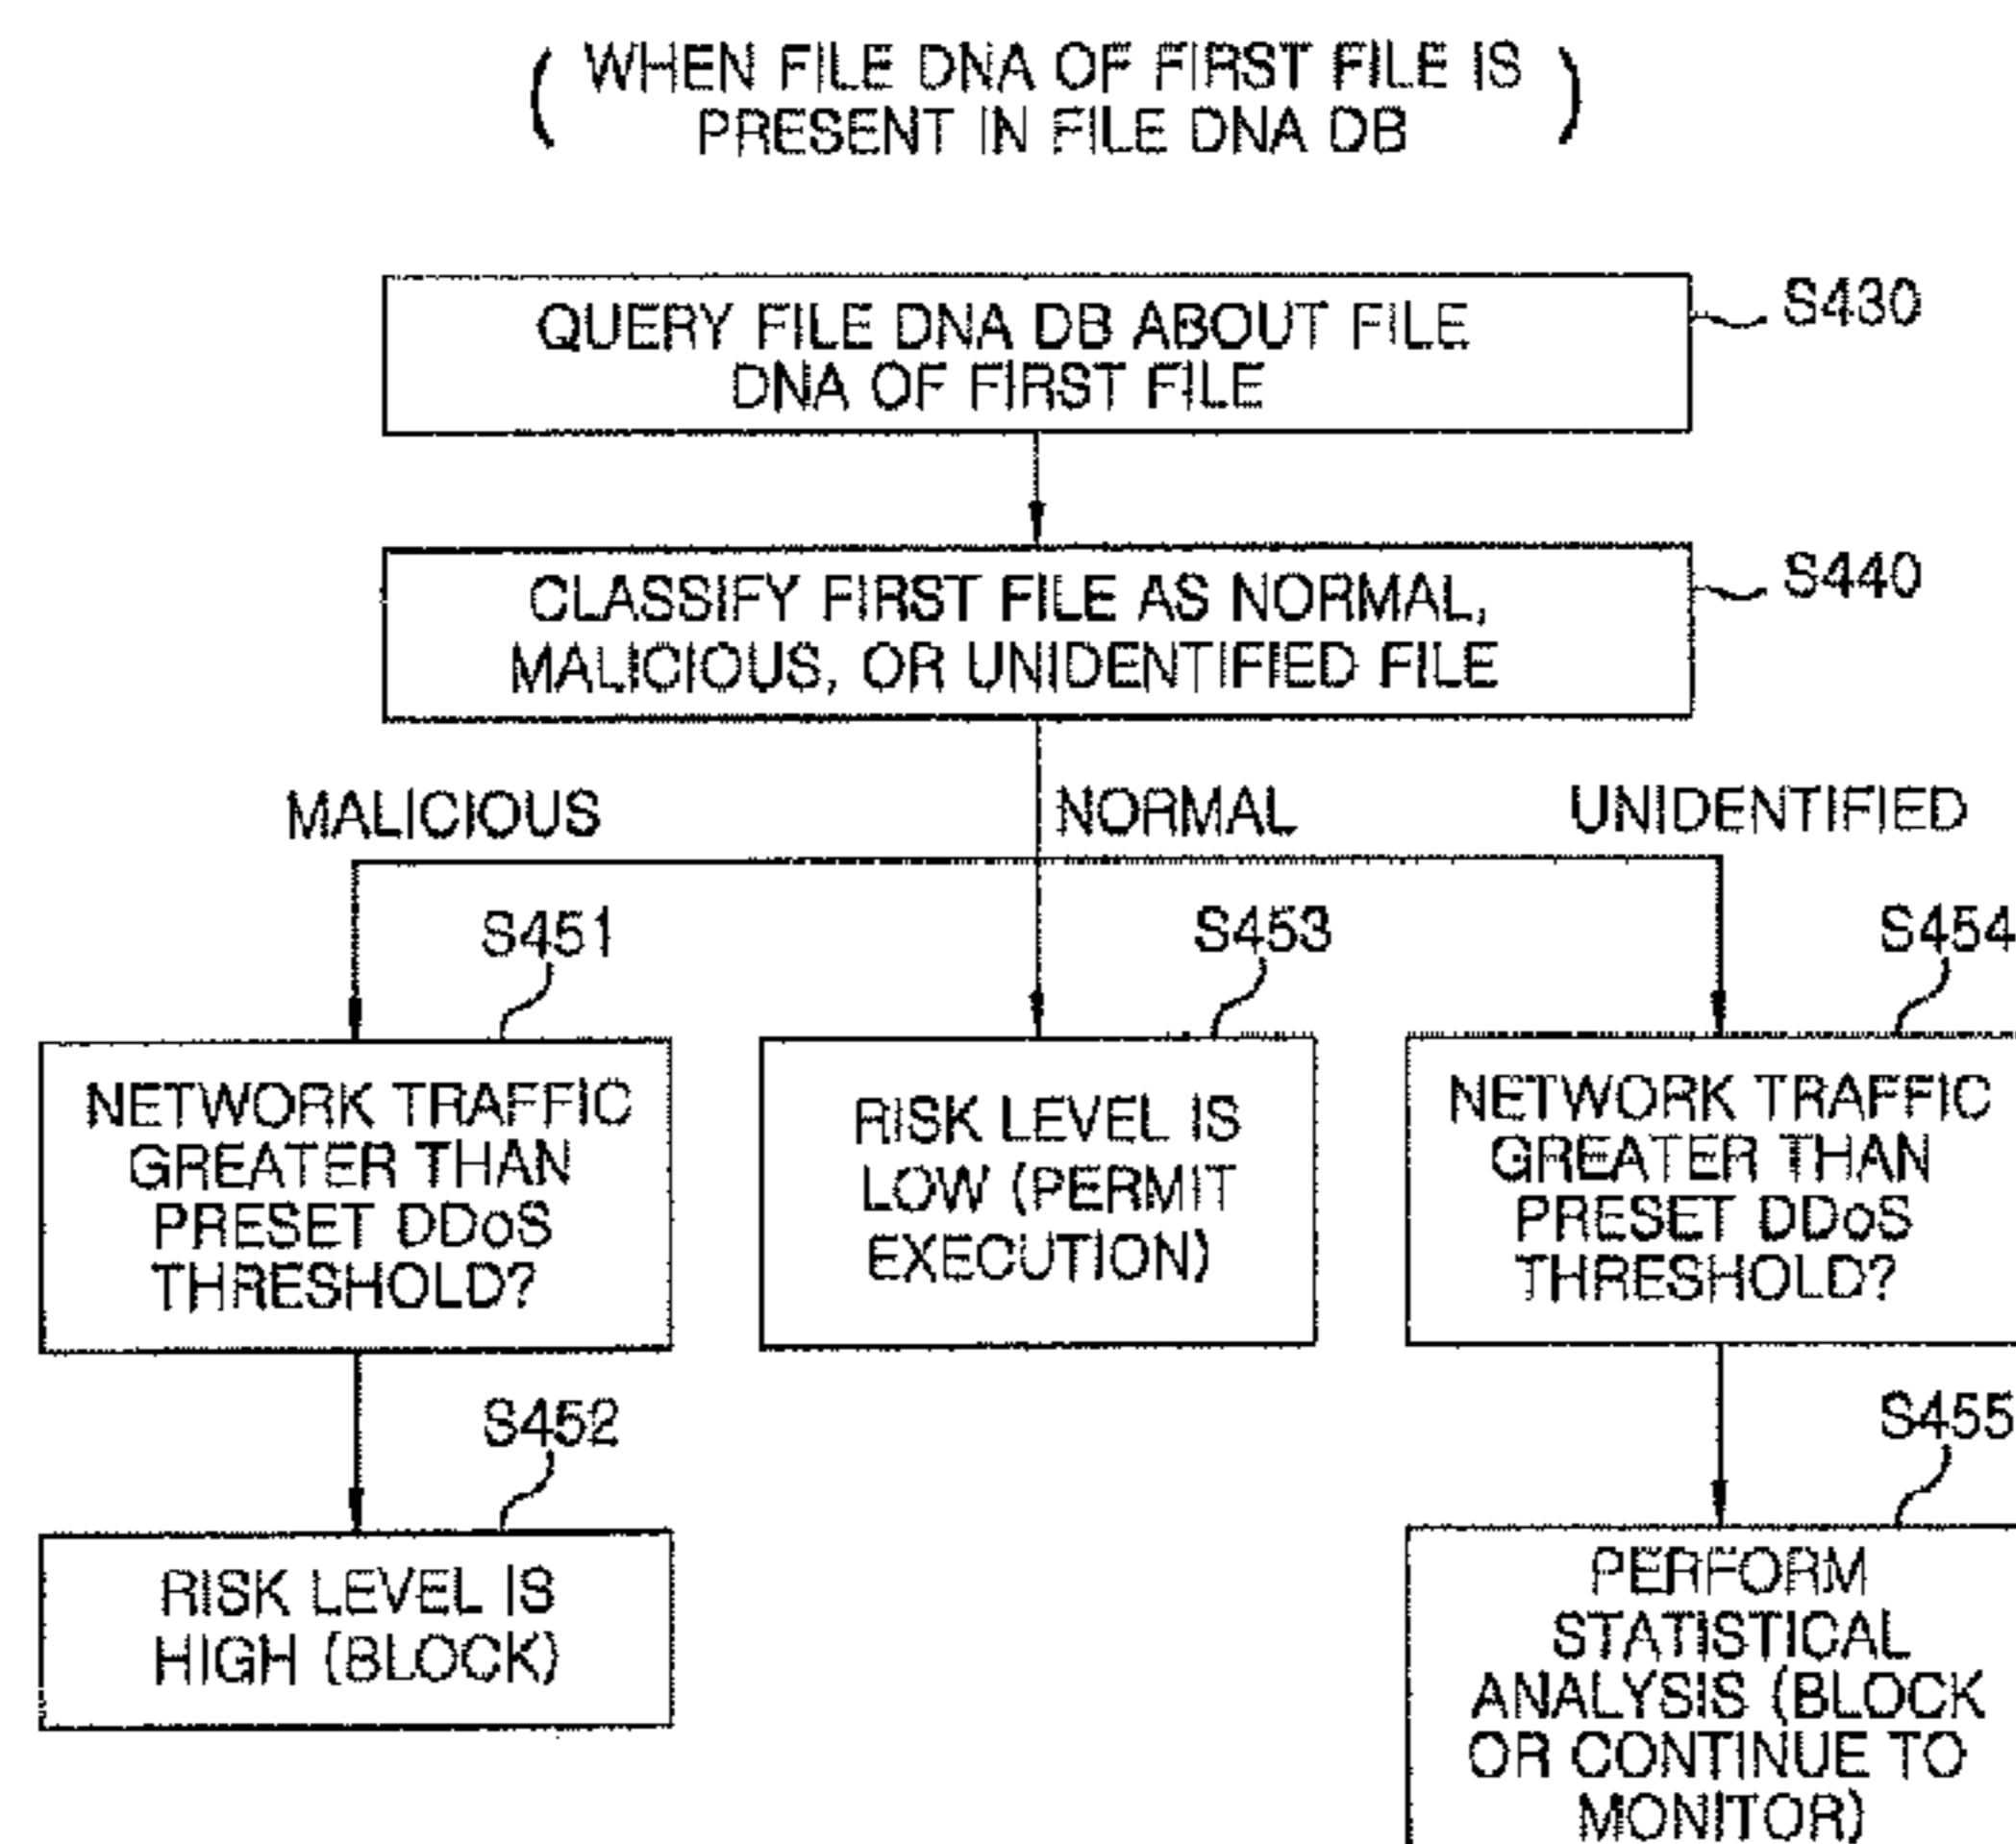 ( WHEN FILE DNA OF FIRST FILE IS
PRESENT IN FILE DNA DB )
QUERY FILE DNA DB ABOUT FILE
DNA OF FIRST FILE
S430
CLASSIFY FIRST FILE AS NORMAL,
MALICIOUS, OR UNIDENTIFIED FILE
S440
MALICIOUS
NORMAL
UNIDENTIFIED
S451
NETWORK TRAFFIC
GREATER THAN
PRESET DDoS
THRESHOLD?
S453
RISK LEVEL IS
LOW (PERMIT
EXECUTION)
S454
NETWORK TRAFFIC
GREATER THAN
PRESET DDoS
THRESHOLD?
S452
RISK LEVEL IS
HIGH (BLOCK)
S455
PERFORM
STATISTICAL
ANALYSIS (BLOCK
OR CONTINUE TO
MONITOR)